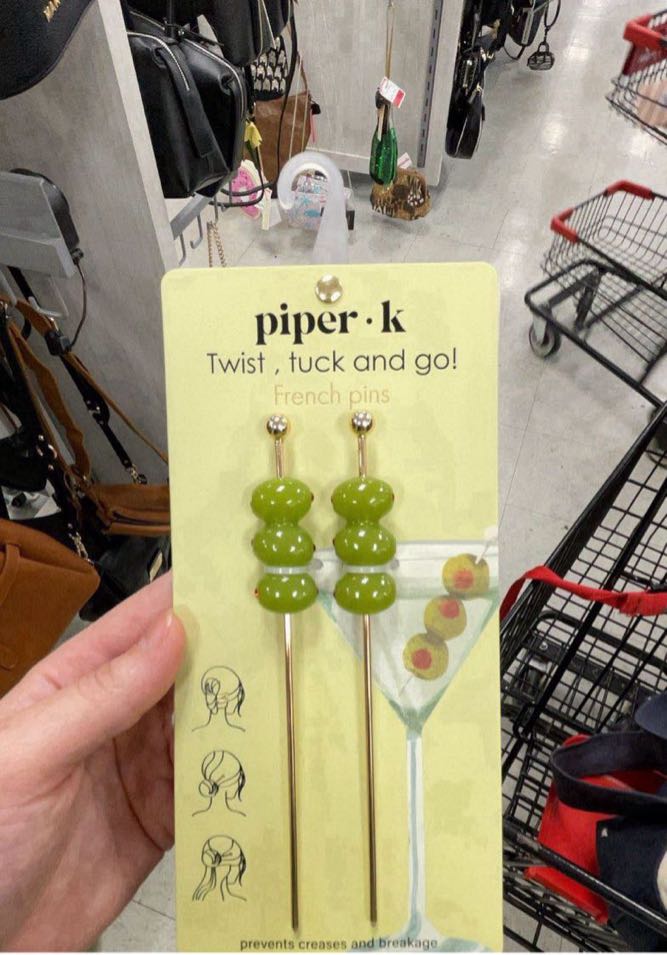 piper·k
Twist , tuck and go!
French pins
prevents creases and breakage